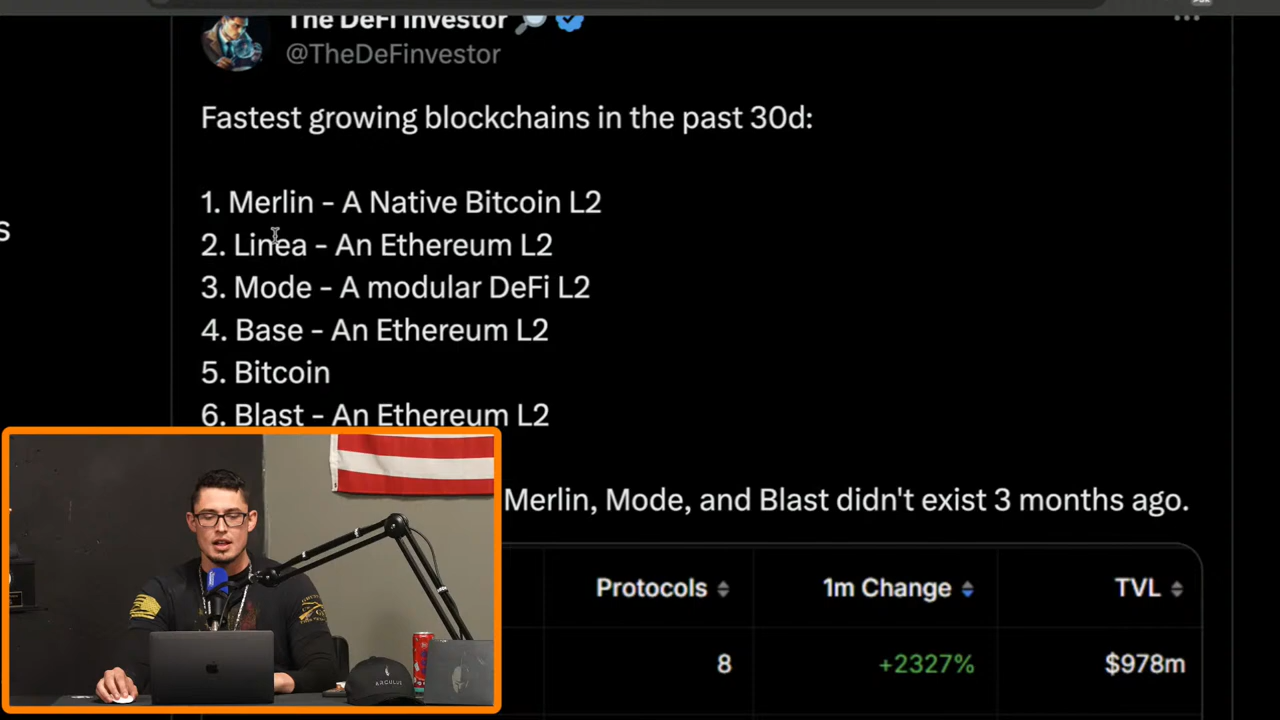 The DeFi Investor
@TheDeFinvestor
Fastest growing blockchains in the past 30d:
1. Merlin - A Native Bitcoin L2
2. Linea - An Ethereum L2
3. Mode - A modular DeFi L2
4. Base - An Ethereum L2
5. Bitcoin
6. Blast - An Ethereum L2
Merlin, Mode, and Blast didn't exist 3 months ago.
Protocols 1m Change TVL
8 +2327% $978m
s
ARCULUS